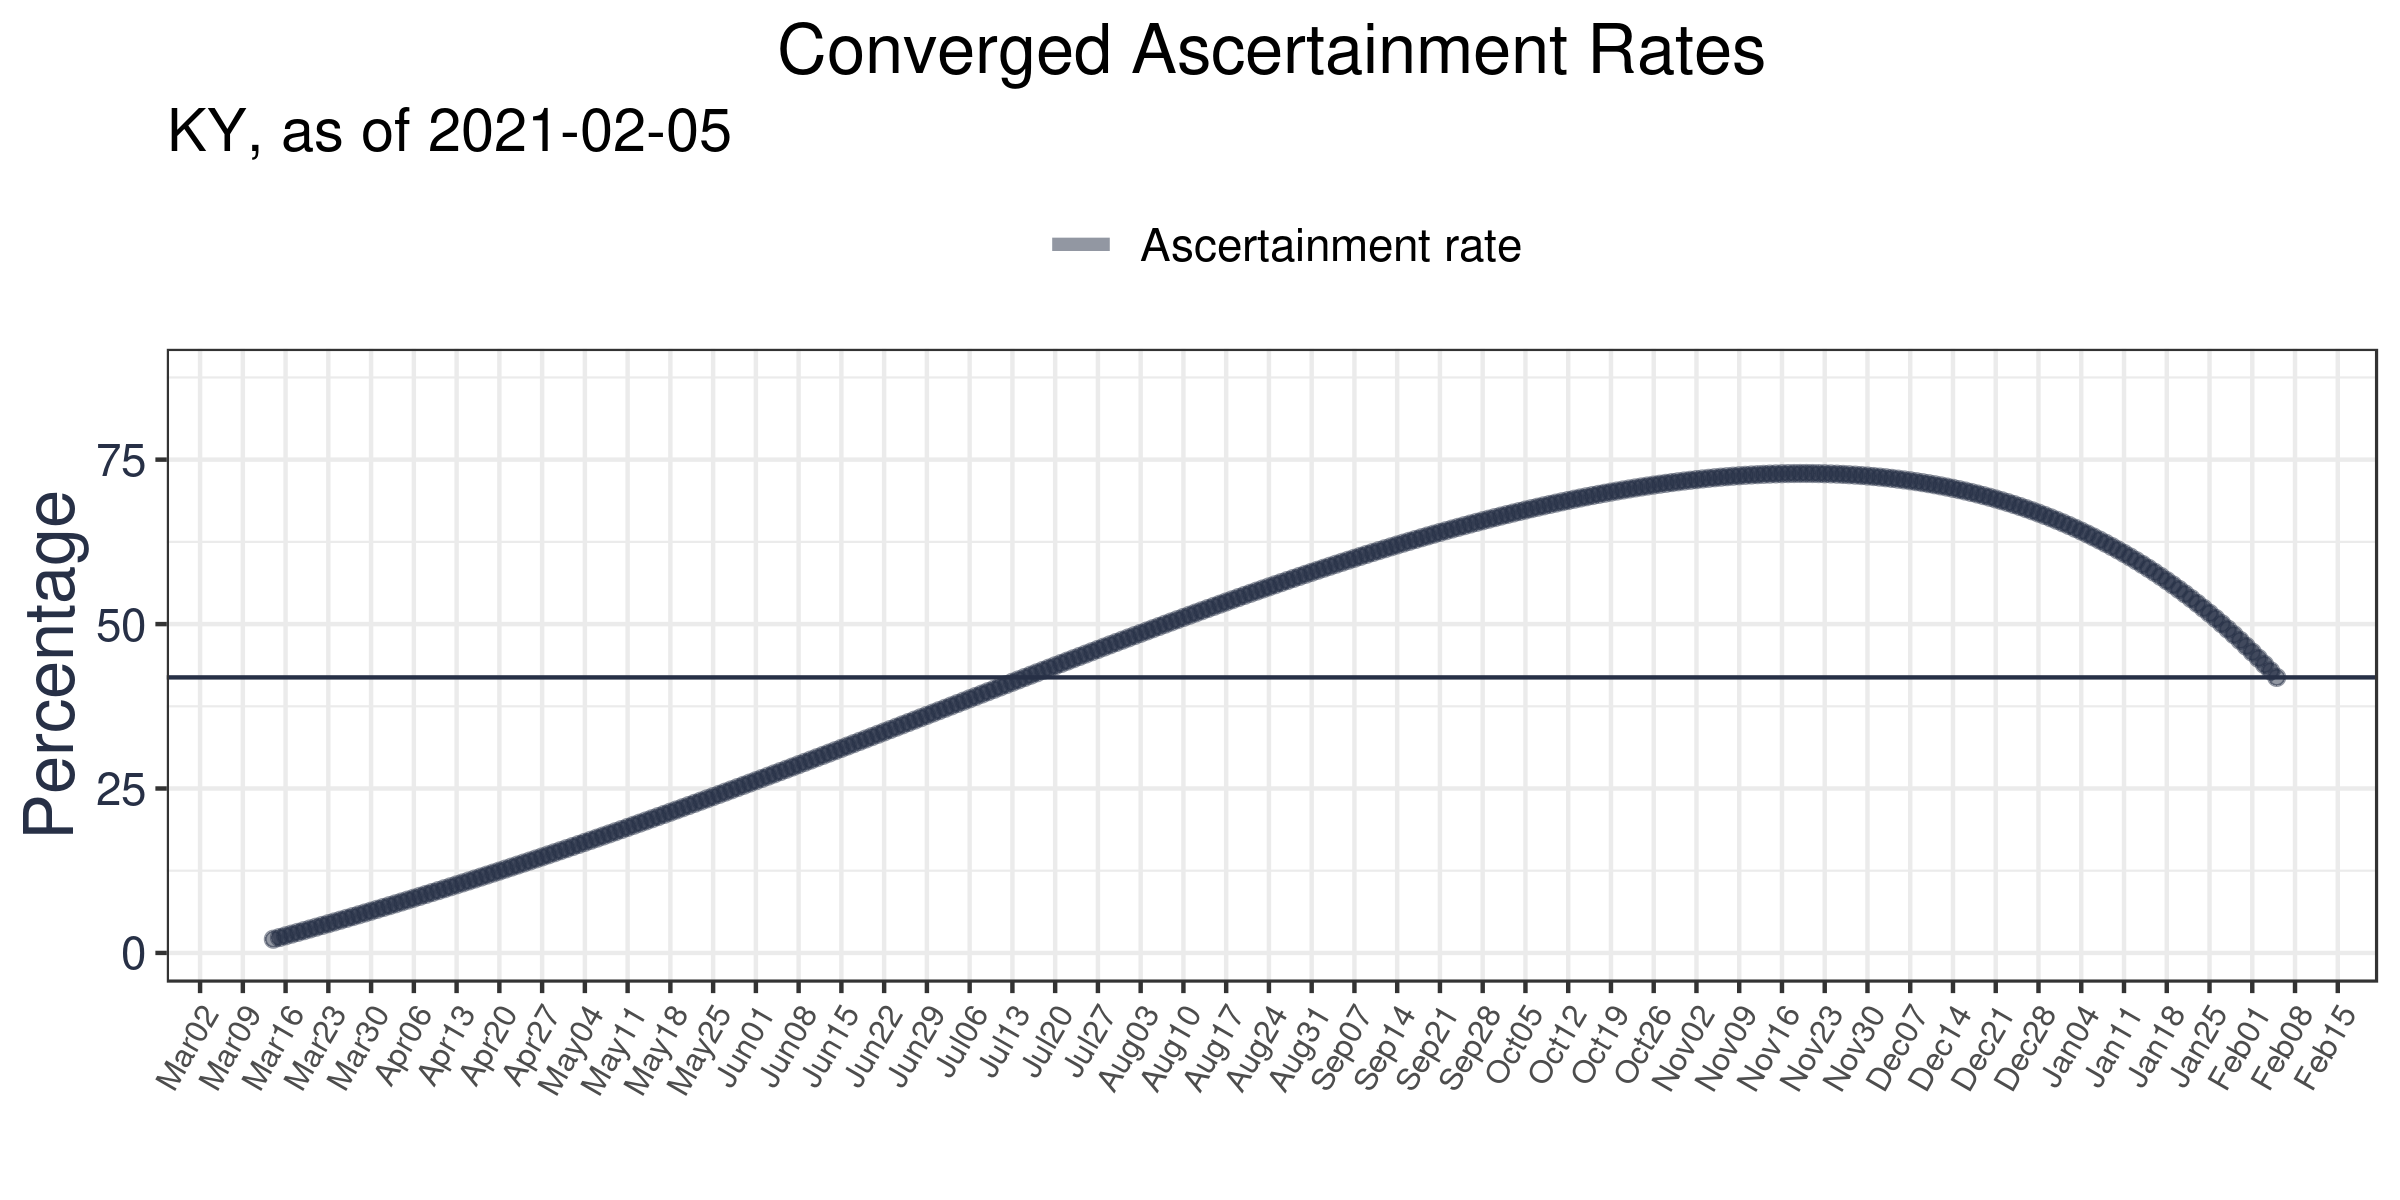 Converged Ascertainment Rates
KY, as of 2021-02-05
Ascertainment rate
Percentage
75
50
25
0
Mar02 Mar09 Mar16 Mar23 Mar30 Apr06 Apr13 Apr20 Apr27 May04 May11 May18 May25 Jun01 Jun08 Jun15 Jun22 Jun29 Jul06 Jul13 Jul20 Jul27 Aug03 Aug10 Aug17 Aug24 Aug31 Sep07 Sep14 Sep21 Sep28 Oct05 Oct12 Oct19 Oct26 Nov02 Nov09 Nov16 Nov23 Nov30 Dec07 Dec14 Dec21 Dec28 Jan04 Jan11 Jan18 Jan25 Feb01 Feb08 Feb15